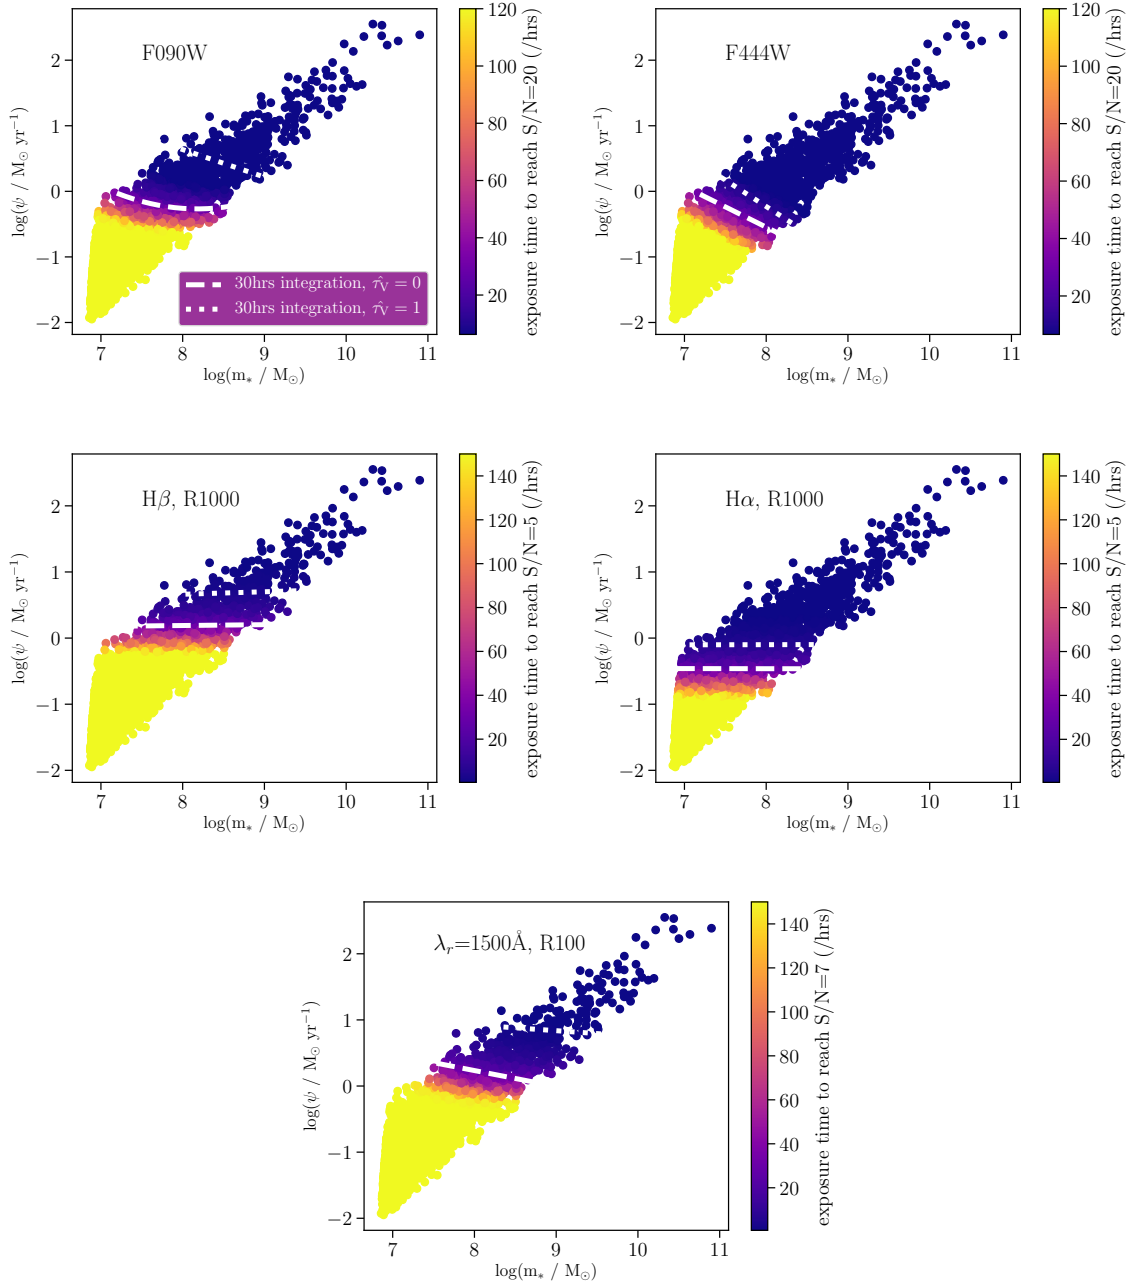 F090W
log(ψ / M⊙ yr⁻¹)
2
1
0
−1
−2
7 8 9 10 11
log(m* / M⊙)
30hrs integration, τ̂V = 0
30hrs integration, τ̂V = 1
120
100
80
60
40
20
exposure time to reach S/N=20 (/hrs)
F444W
log(ψ / M⊙ yr⁻¹)
2
1
0
−1
−2
7 8 9 10 11
log(m* / M⊙)
120
100
80
60
40
20
exposure time to reach S/N=20 (/hrs)
Hβ, R1000
log(ψ / M⊙ yr⁻¹)
2
1
0
−1
−2
7 8 9 10 11
log(m* / M⊙)
140
120
100
80
60
40
20
exposure time to reach S/N=5 (/hrs)
Hα, R1000
log(ψ / M⊙ yr⁻¹)
2
1
0
−1
−2
7 8 9 10 11
log(m* / M⊙)
140
120
100
80
60
40
20
exposure time to reach S/N=5 (/hrs)
λr=1500Å, R100
log(ψ / M⊙ yr⁻¹)
2
1
0
−1
−2
7 8 9 10 11
log(m* / M⊙)
140
120
100
80
60
40
20
exposure time to reach S/N=7 (/hrs)